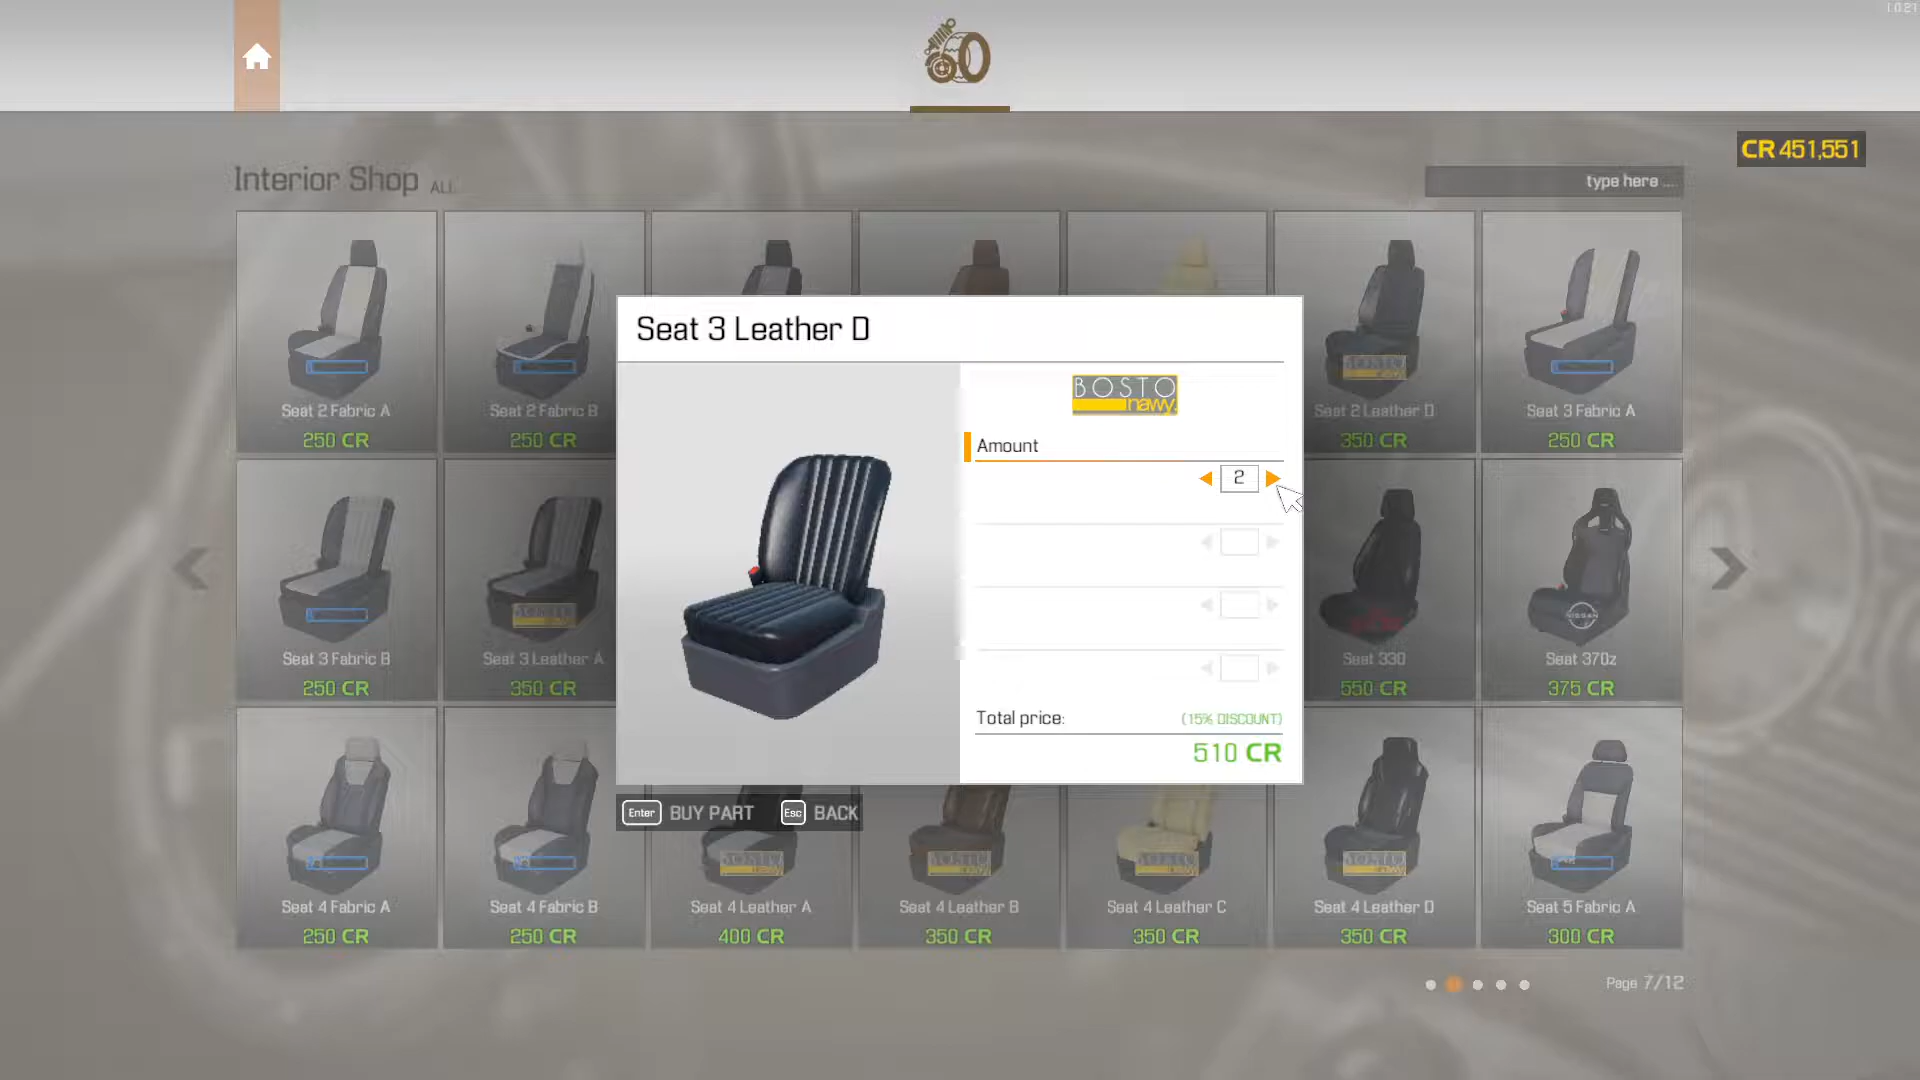 1.0.21
CR 451,551
Interior Shop ALL
type here ...
Seat 2 Fabric A
250 CR
Seat 2 Fabric B
250 CR
Seat 2 Leather D
350 CR
Seat 3 Fabric A
250 CR
Seat 3 Leather D
BOSTO
navvy.
Amount
2
Total price:
(15% DISCOUNT)
510 CR
Seat 3 Fabric B
250 CR
Seat 3 Leather A
350 CR
Seat 330
550 CR
NISSAN
Seat 370z
375 CR
Enter BUY PART
Esc BACK
Seat 4 Fabric A
250 CR
Seat 4 Fabric B
250 CR
Seat 4 Leather A
400 CR
Seat 4 Leather B
350 CR
Seat 4 Leather C
350 CR
Seat 4 Leather D
350 CR
Seat 5 Fabric A
300 CR
Page 7/12